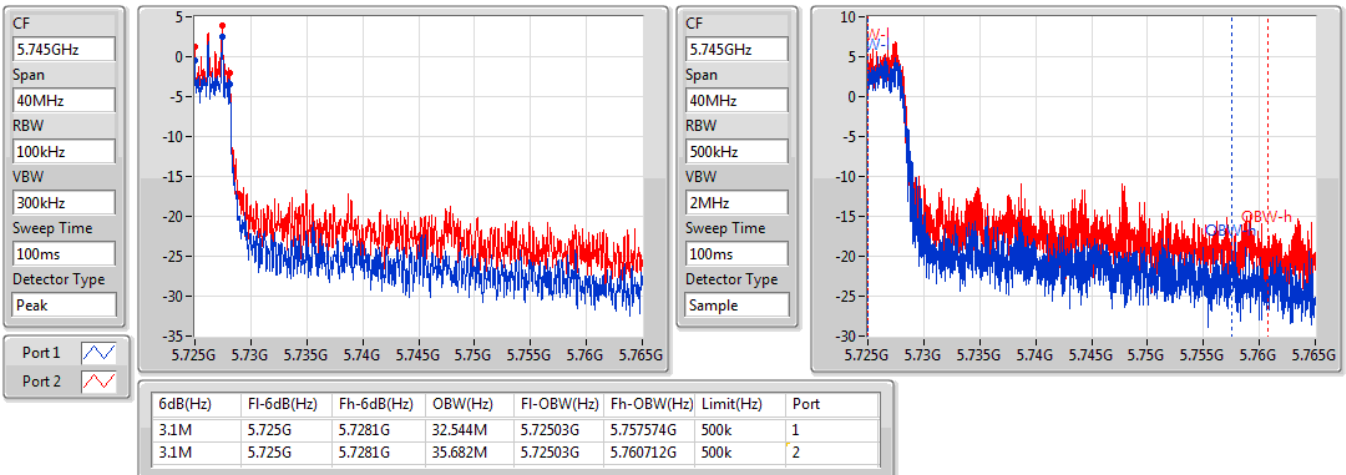 CF
5.745GHz
Span
40MHz
RBW
100kHz
VBW
300kHz
Sweep Time
100ms
Detector Type
Peak
Port 1
Port 2
5
0
-5
-10
-15
-20
-25
-30
-35
5.725G 5.73G 5.735G 5.74G 5.745G 5.75G 5.755G 5.76G 5.765G
CF
5.745GHz
Span
40MHz
RBW
500kHz
VBW
2MHz
Sweep Time
100ms
Detector Type
Sample
10
5
0
-5
-10
-15
-20
-25
-30
W-l
W-l
OBW-h
OBW-h
5.725G 5.73G 5.735G 5.74G 5.745G 5.75G 5.755G 5.76G 5.765G
6dB(Hz) Fl-6dB(Hz) Fh-6dB(Hz) OBW(Hz) Fl-OBW(Hz) Fh-OBW(Hz) Limit(Hz) Port
3.1M 5.725G 5.7281G 32.544M 5.72503G 5.757574G 500k 1
3.1M 5.725G 5.7281G 35.682M 5.72503G 5.760712G 500k 2